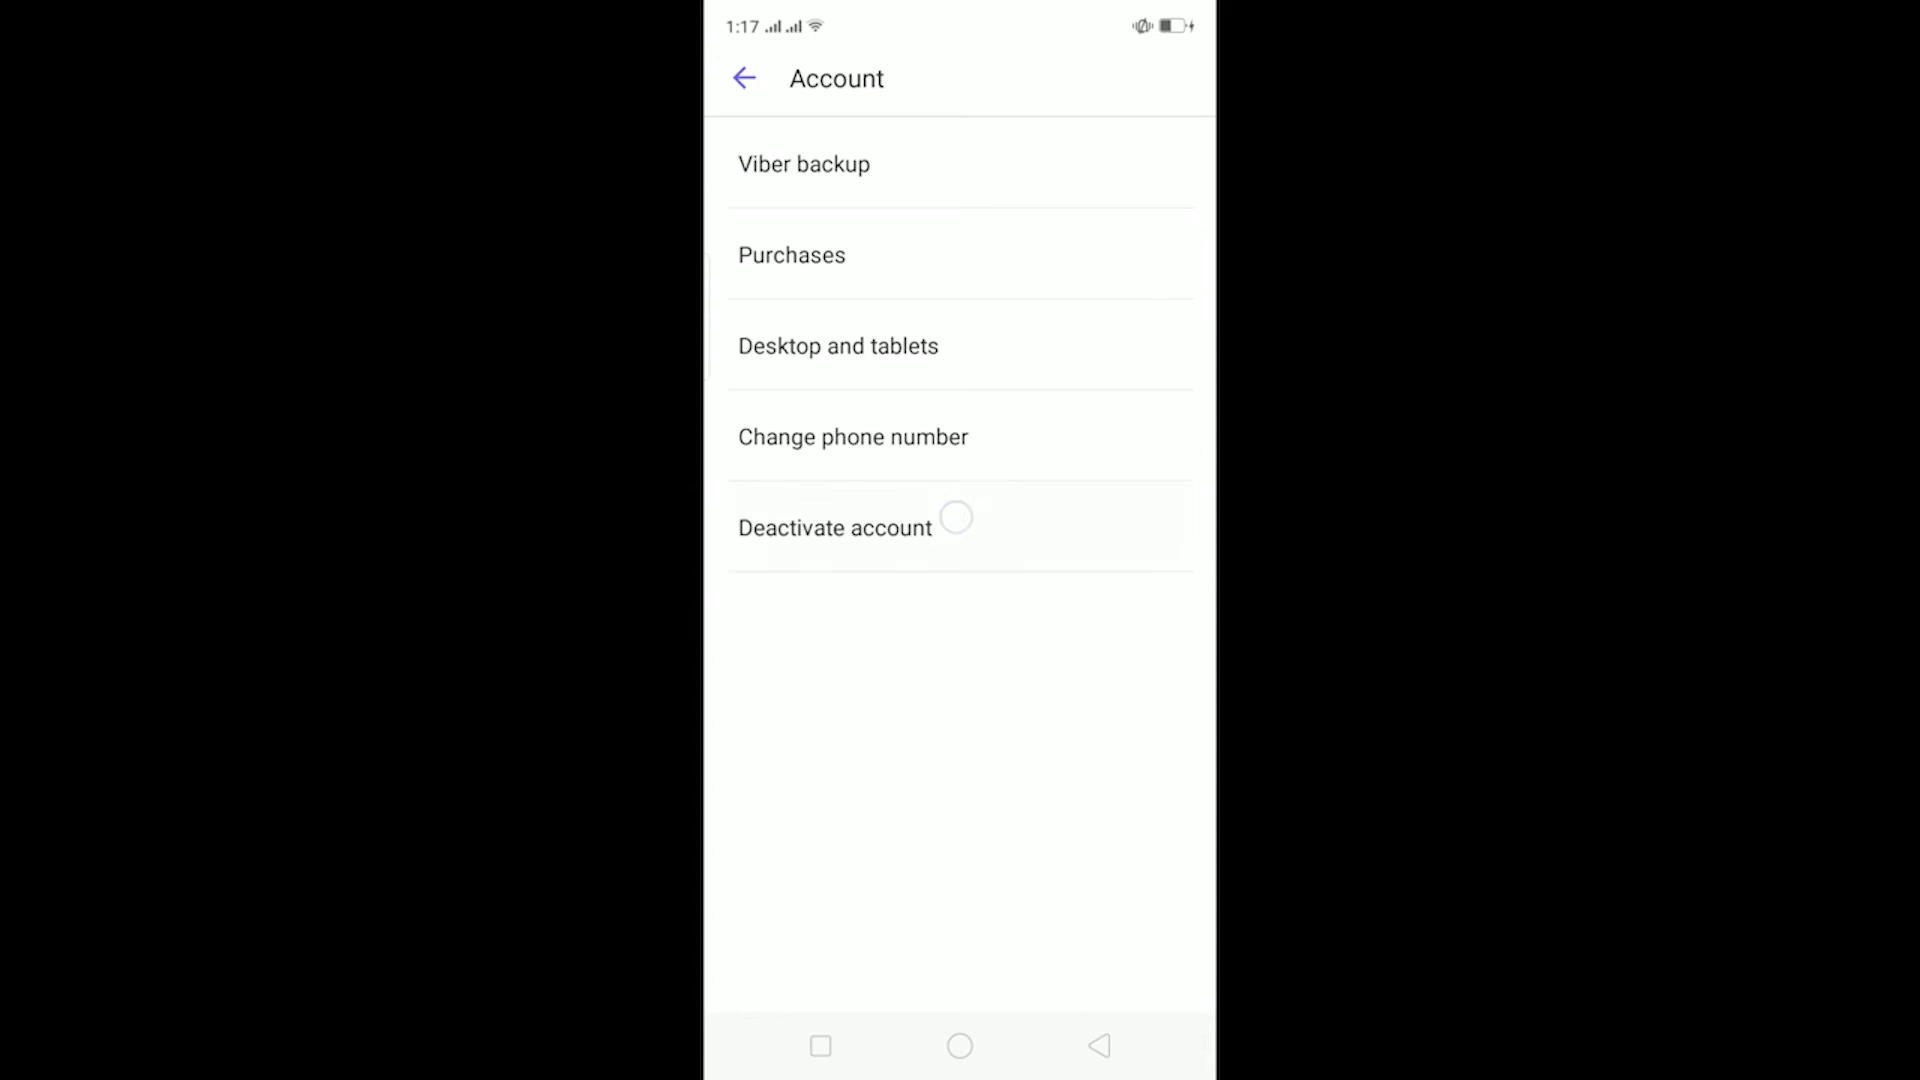 1:17
Account
Viber backup
Purchases
Desktop and tablets
Change phone number
Deactivate account